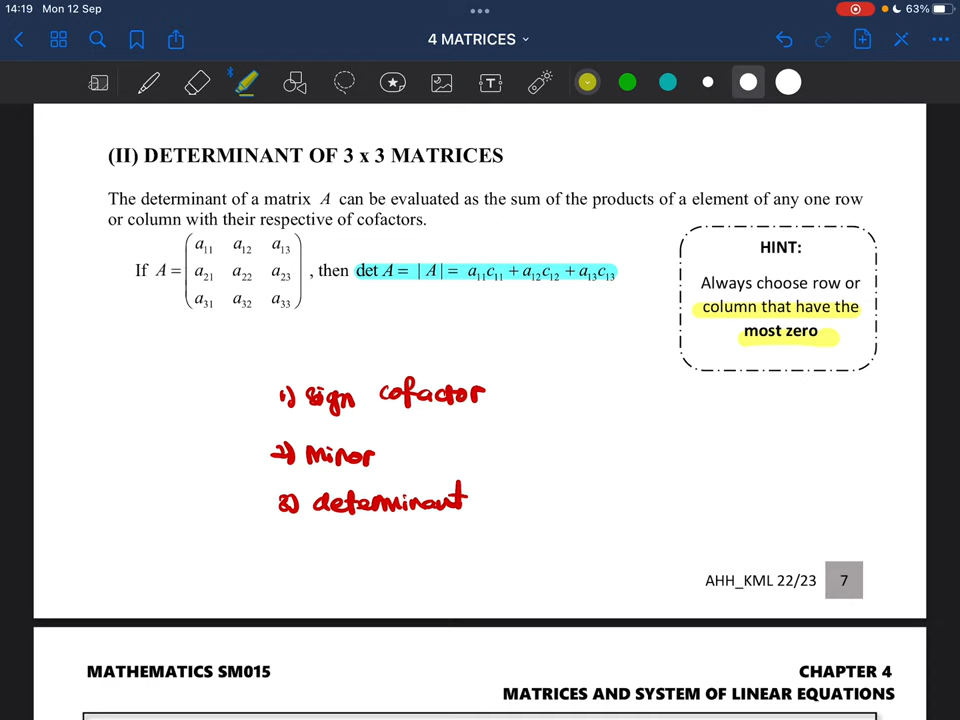 14:19 Mon 12 Sep
63%
4 MATRICES
(II) DETERMINANT OF 3 x 3 MATRICES
The determinant of a matrix A can be evaluated as the sum of the products of a element of any one row
or column with their respective of cofactors.
a₁₁ a₁₂ a₁₃
If A = a₂₁ a₂₂ a₂₃ , then det A = | A | = a₁₁c₁₁ + a₁₂c₁₂ + a₁₃c₁₃
a₃₁ a₃₂ a₃₃
HINT:
Always choose row or
column that have the
most zero
1) sign cofactor
2) Minor
3) determinant
AHH_KML 22/23 7
MATHEMATICS SM015 CHAPTER 4
MATRICES AND SYSTEM OF LINEAR EQUATIONS